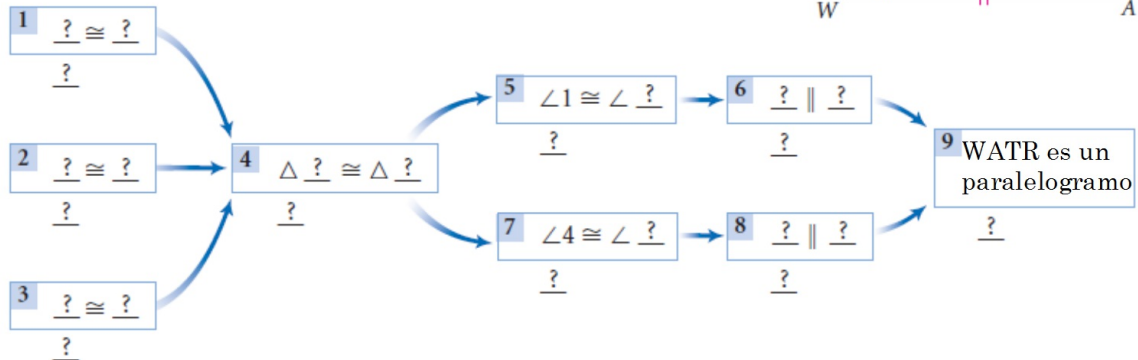 W A
1 ? ≅ ?
?
2 ? ≅ ?
?
3 ? ≅ ?
?
4 △ ? ≅ △ ?
?
5 ∠1 ≅ ∠ ?
?
6 ? ∥ ?
?
7 ∠4 ≅ ∠ ?
?
8 ? ∥ ?
?
9 WATR es un
paralelogramo
?